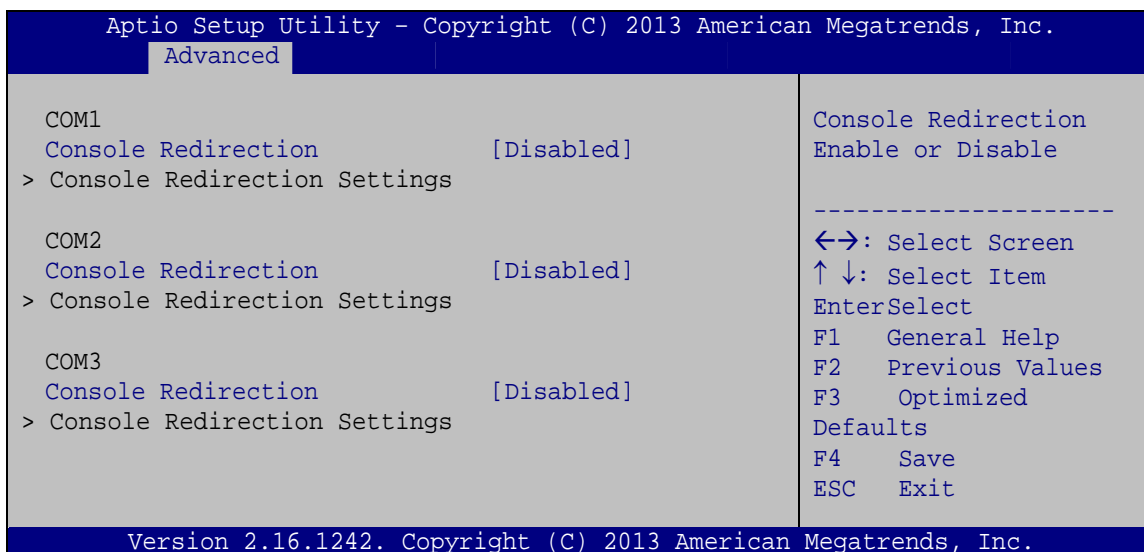 Aptio Setup Utility – Copyright (C) 2013 American Megatrends, Inc.
Advanced
COM1
Console Redirection [Disabled]
> Console Redirection Settings
COM2
Console Redirection [Disabled]
> Console Redirection Settings
COM3
Console Redirection [Disabled]
> Console Redirection Settings
Console Redirection
Enable or Disable
---------------------
←→: Select Screen
↑ ↓: Select Item
EnterSelect
F1 General Help
F2 Previous Values
F3 Optimized
Defaults
F4 Save
ESC Exit
Version 2.16.1242. Copyright (C) 2013 American Megatrends, Inc.